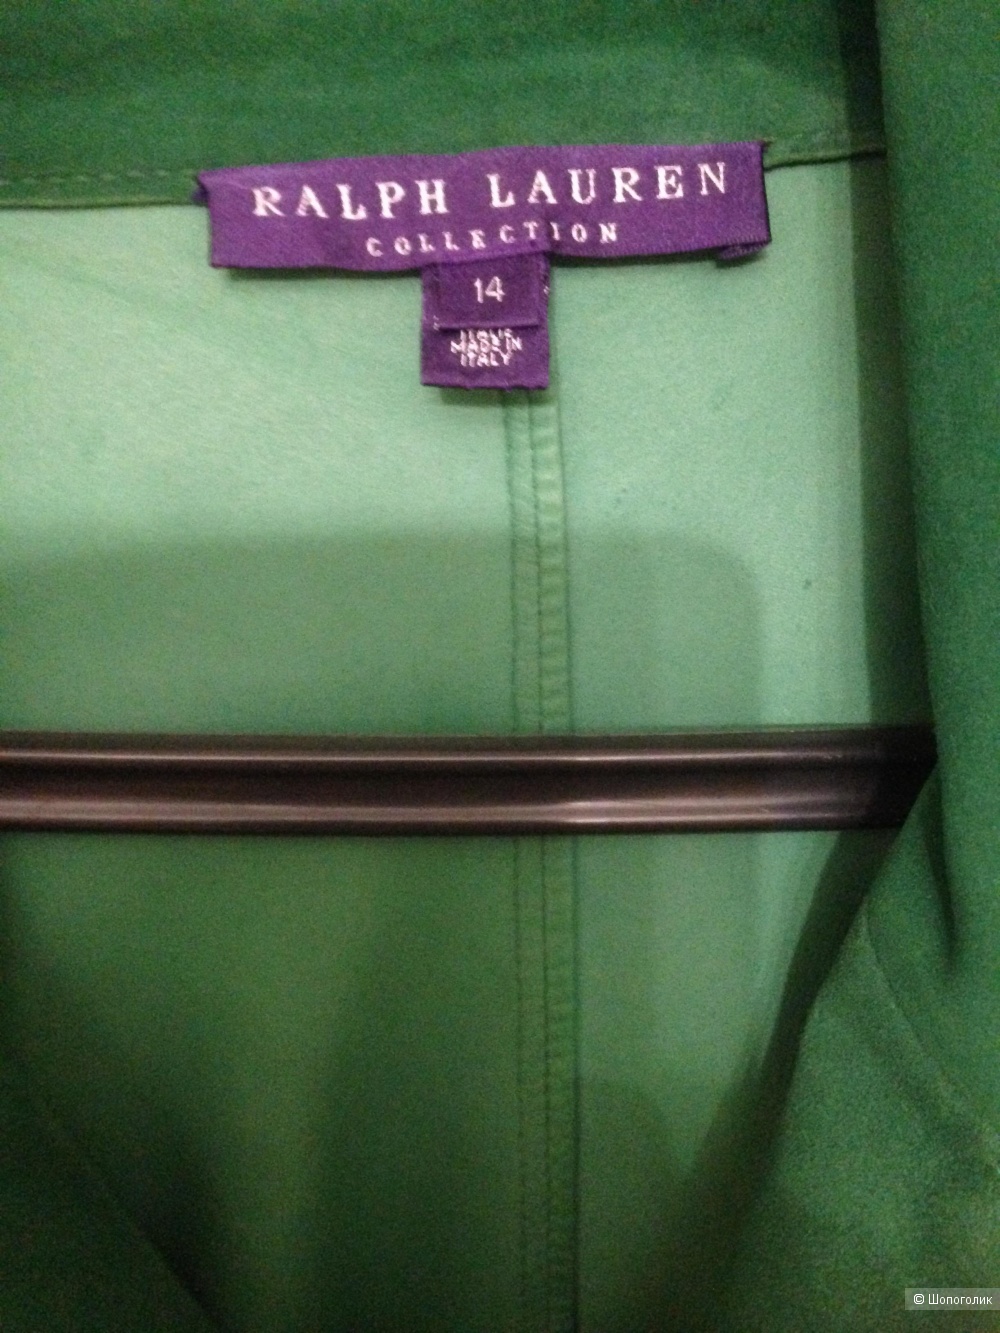 RALPH LAUREN
COLLECTION
14
MADE IN
ITALY
© Шопоголик